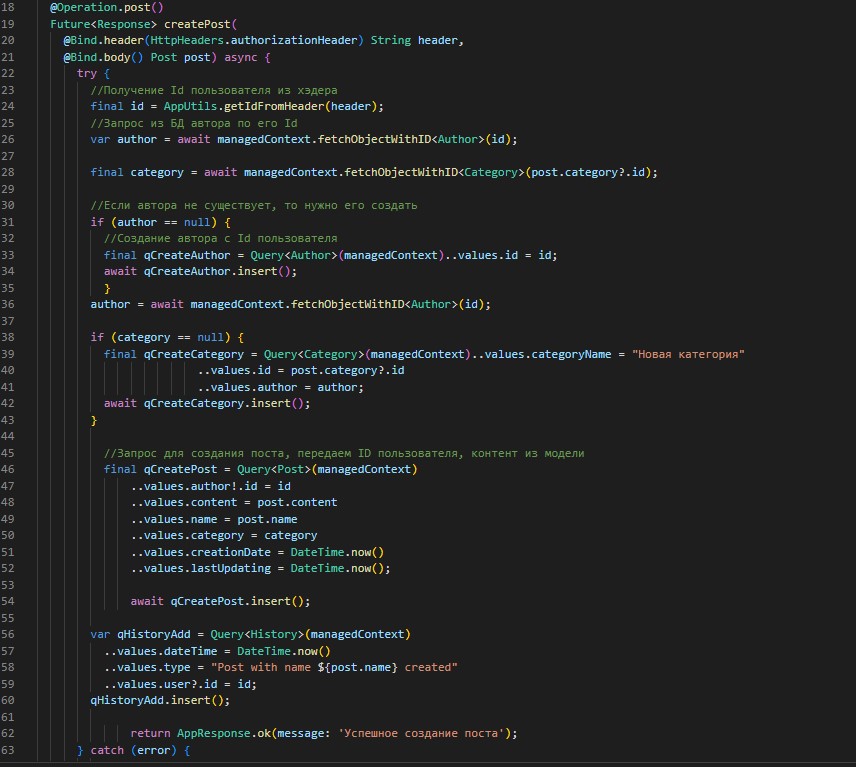 18 @Operation.post()
19 Future<Response> createPost(
20 @Bind.header(HttpHeaders.authorizationHeader) String header,
21 @Bind.body() Post post) async {
22 try {
23 //Получение Id пользователя из хэдера
24 final id = AppUtils.getIdFromHeader(header);
25 //Запрос из БД автора по его Id
26 var author = await managedContext.fetchObjectWithID<Author>(id);
27
28 final category = await managedContext.fetchObjectWithID<Category>(post.category?.id);
29
30 //Если автора не существует, то нужно его создать
31 if (author == null) {
32 //Создание автора с Id пользователя
33 final qCreateAuthor = Query<Author>(managedContext)..values.id = id;
34 await qCreateAuthor.insert();
35 }
36 author = await managedContext.fetchObjectWithID<Author>(id);
37
38 if (category == null) {
39 final qCreateCategory = Query<Category>(managedContext)..values.categoryName = "Новая категория"
40 ..values.id = post.category?.id
41 ..values.author = author;
42 await qCreateCategory.insert();
43 }
44
45 //Запрос для создания поста, передаем ID пользователя, контент из модели
46 final qCreatePost = Query<Post>(managedContext)
47 ..values.author!.id = id
48 ..values.content = post.content
49 ..values.name = post.name
50 ..values.category = category
51 ..values.creationDate = DateTime.now()
52 ..values.lastUpdating = DateTime.now();
53
54 await qCreatePost.insert();
55
56 var qHistoryAdd = Query<History>(managedContext)
57 ..values.dateTime = DateTime.now()
58 ..values.type = "Post with name ${post.name} created"
59 ..values.user?.id = id;
60 qHistoryAdd.insert();
61
62 return AppResponse.ok(message: 'Успешное создание поста');
63 } catch (error) {